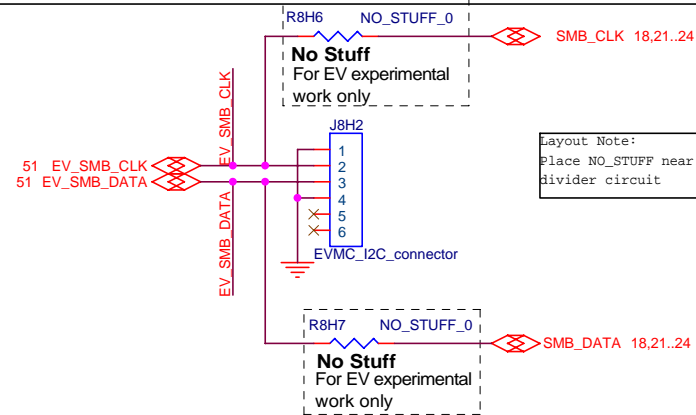 R8H6 NO_STUFF_0
SMB_CLK 18,21..24
No Stuff
For EV experimental
work only
EV_SMB_CLK
J8H2
1
2
3
4
5
6
51 EV_SMB_CLK
51 EV_SMB_DATA
Layout Note:
Place NO_STUFF near
divider circuit
EV_SMB_DATA
EVMC_I2C_connector
R8H7 NO_STUFF_0
SMB_DATA 18,21..24
No Stuff
For EV experimental
work only